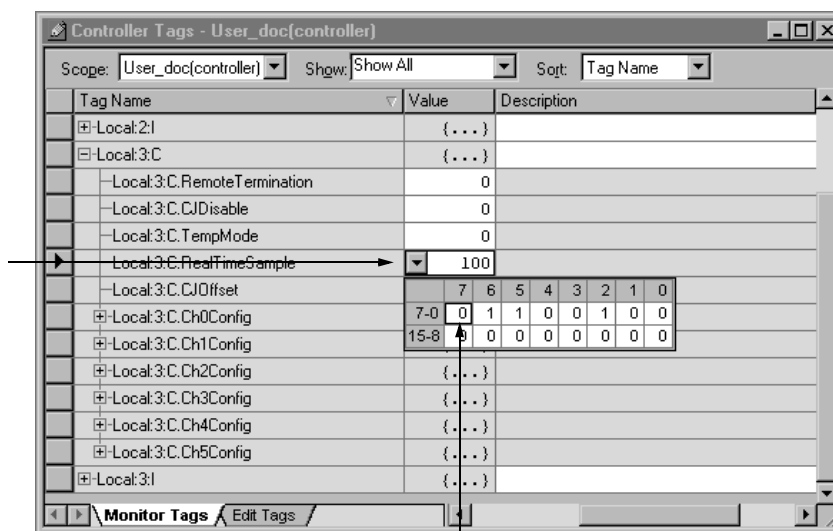 Controller Tags - User_doc(controller)
Scope: User_doc(controller) Show: Show All Sort: Tag Name
Tag Name Value Description
Local:2:I {...}
Local:3:C {...}
Local:3:C.RemoteTermination 0
Local:3:C.CJDisable 0
Local:3:C.TempMode 0
Local:3:C.RealTimeSample 100
Local:3:C.CJOffset 7 6 5 4 3 2 1 0
Local:3:C.Ch0Config 7-0 0 1 1 0 0 1 0 0
Local:3:C.Ch1Config 15-8 0 0 0 0 0 0 0 0
Local:3:C.Ch2Config {...}
Local:3:C.Ch3Config {...}
Local:3:C.Ch4Config {...}
Local:3:C.Ch5Config {...}
Local:3:I {...}
Monitor Tags Edit Tags